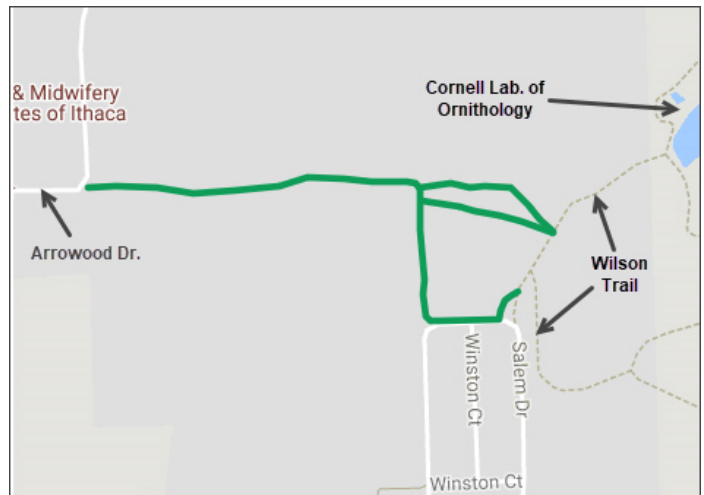 & Midwifery
tes of Ithaca
Cornell Lab. of
Ornithology
Arrowood Dr.
Wilson
Trail
Winston Ct
Salem Dr
Winston Ct